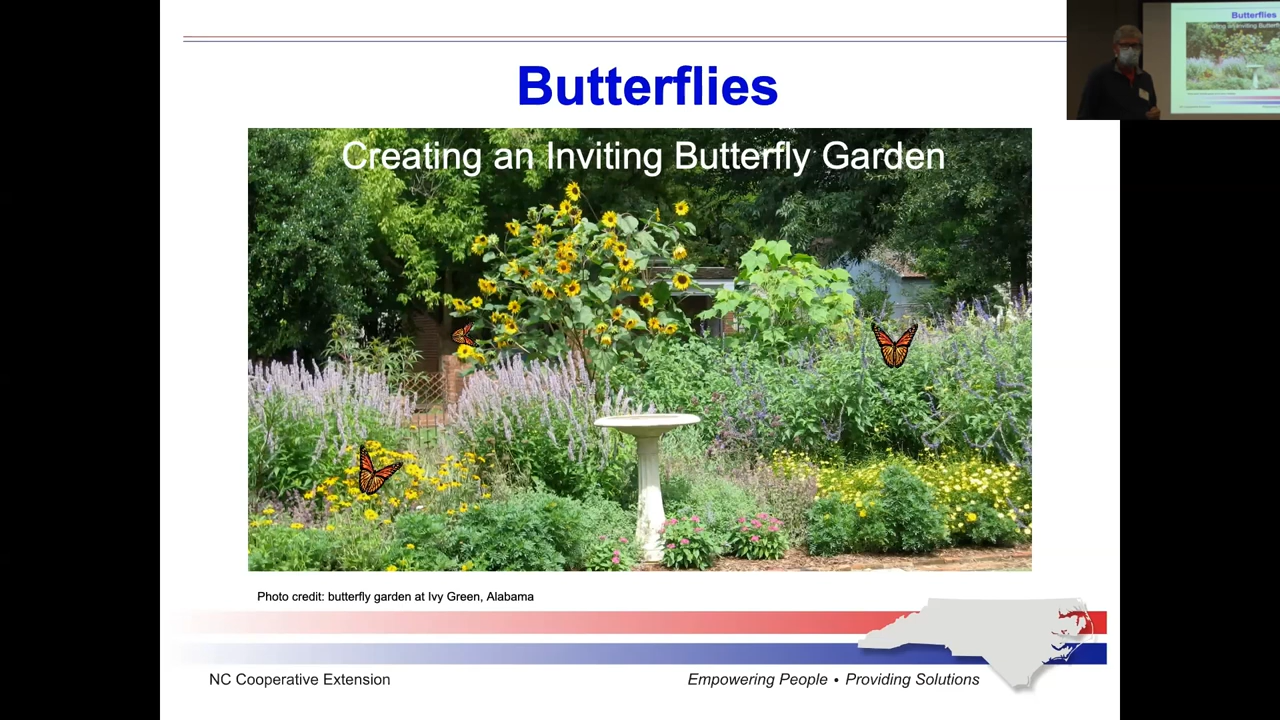 Butterflies
Creating an Inviting Butterfly Garden
Photo credit: butterfly garden at Ivy Green, Alabama
NC Cooperative Extension
Empowering People • Providing Solutions
Butterflies